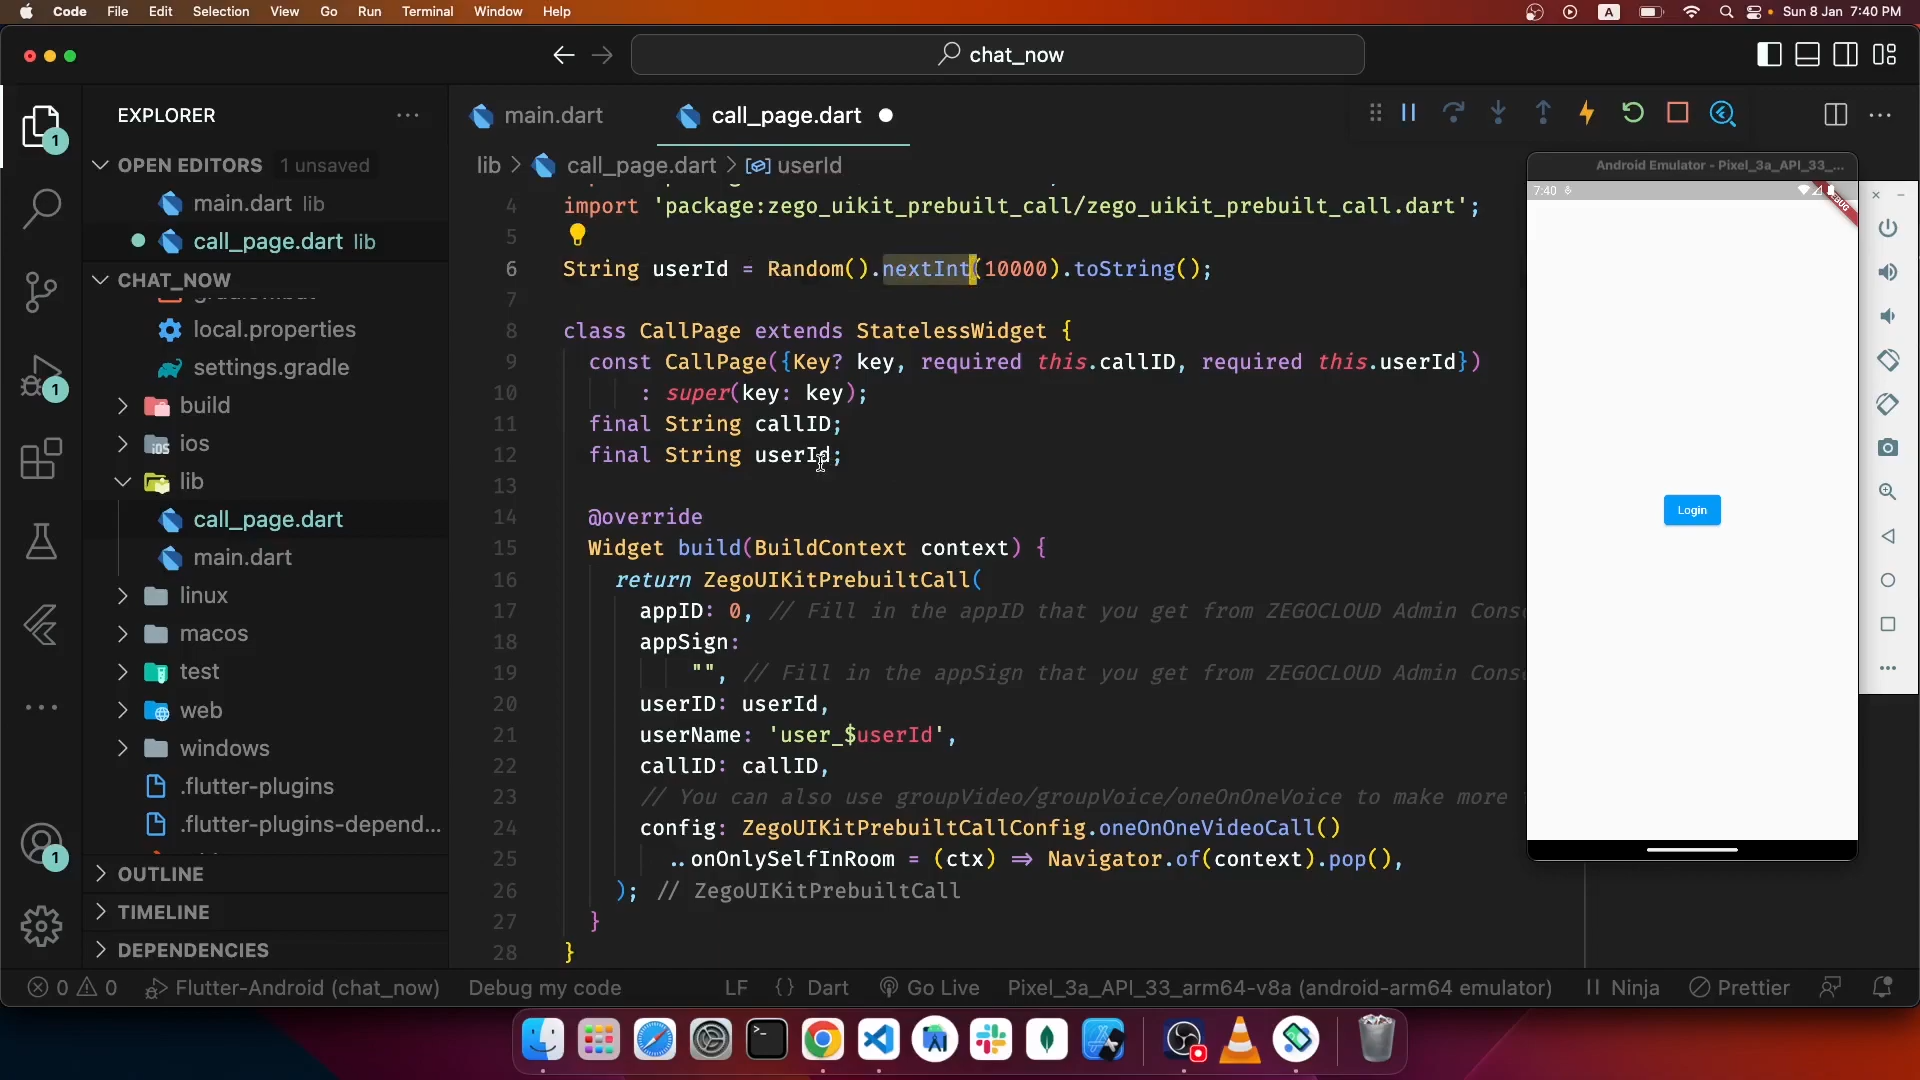 Code File Edit Selection View Go Run Terminal Window Help
A
Sun 8 Jan 7:40 PM
chat_now
EXPLORER
OPEN EDITORS 1 unsaved
main.dart lib
call_page.dart lib
CHAT_NOW
local.properties
settings.gradle
build
ios
iOS
lib
call_page.dart
main.dart
linux
macos
test
web
windows
.flutter-plugins
.flutter-plugins-depend...
OUTLINE
TIMELINE
DEPENDENCIES
1
1
1
main.dart
call_page.dart
lib > call_page.dart > userId
4 import 'package:zego_uikit_prebuilt_call/zego_uikit_prebuilt_call.dart';
5
6 String userId = Random().nextInt(10000).toString();
7
8 class CallPage extends StatelessWidget {
9 const CallPage({Key? key, required this.callID, required this.userId})
10 : super(key: key);
11 final String callID;
12 final String userId;
13
14 @override
15 Widget build(BuildContext context) {
16 return ZegoUIKitPrebuiltCall(
17 appID: 0, // Fill in the appID that you get from ZEGOCLOUD Admin
18 appSign:
19 "", // Fill in the appSign that you get from ZEGOCLOUD Admin
20 userID: userId,
21 userName: 'user_$userId',
22 callID: callID,
23 // You can also use groupVideo/groupVoice/oneOnOneVoice to make more
24 config: ZegoUIKitPrebuiltCallConfig.oneOnOneVideoCall()
25 ..onOnlySelfInRoom = (ctx) => Navigator.of(context).pop(),
26 ); // ZegoUIKitPrebuiltCall
27 }
28 }
Android Emulator - Pixel_3a_API_33_...
7:40
Login
0 0 Flutter-Android (chat_now) Debug my code LF {} Dart Go Live Pixel_3a_API_33_arm64-v8a (android-arm64 emulator) Ninja Prettier